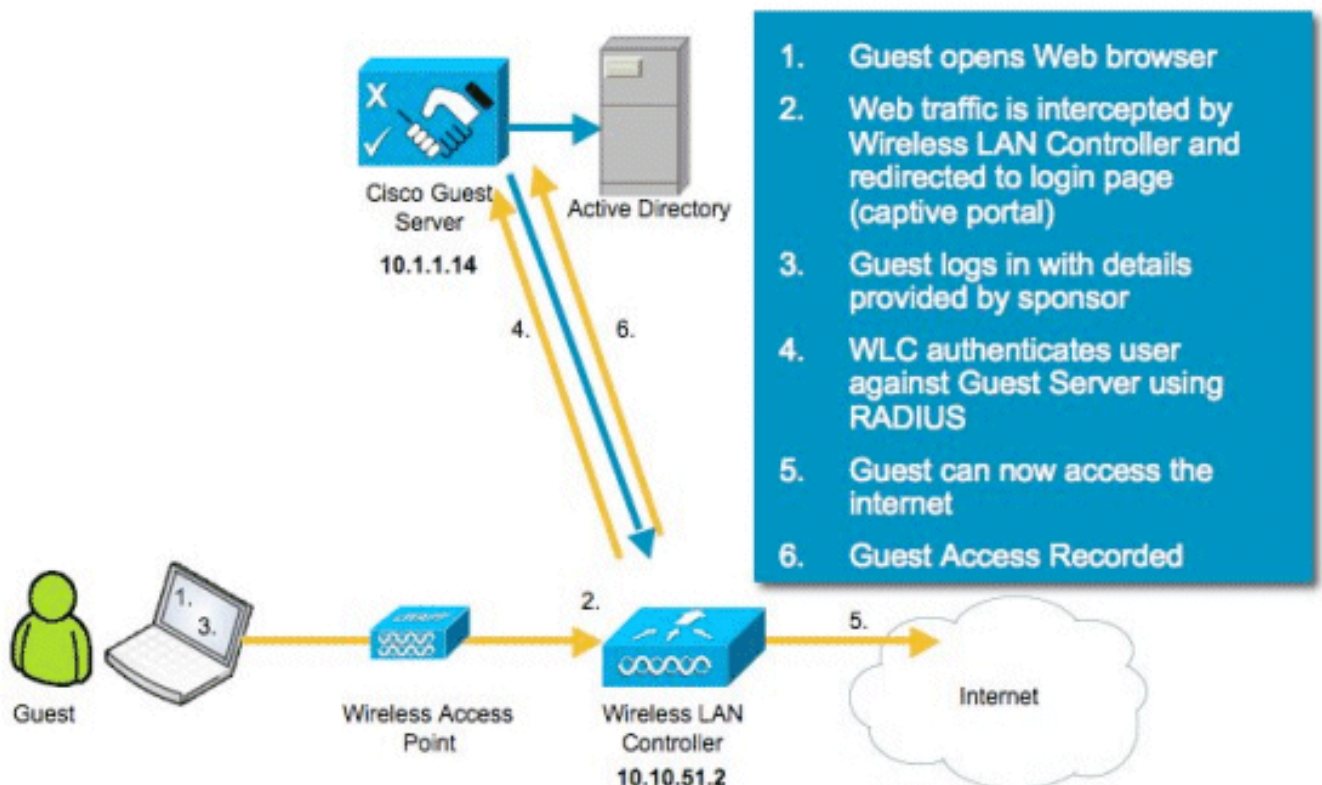 X
✓
Cisco Guest
Server
10.1.1.14
Active Directory
4.
6.
1. Guest opens Web browser
2. Web traffic is intercepted by
Wireless LAN Controller and
redirected to login page
(captive portal)
3. Guest logs in with details
provided by sponsor
4. WLC authenticates user
against Guest Server using
RADIUS
5. Guest can now access the
internet
6. Guest Access Recorded
1.
3.
2.
5.
Guest
Wireless Access
Point
Wireless LAN
Controller
10.10.51.2
Internet